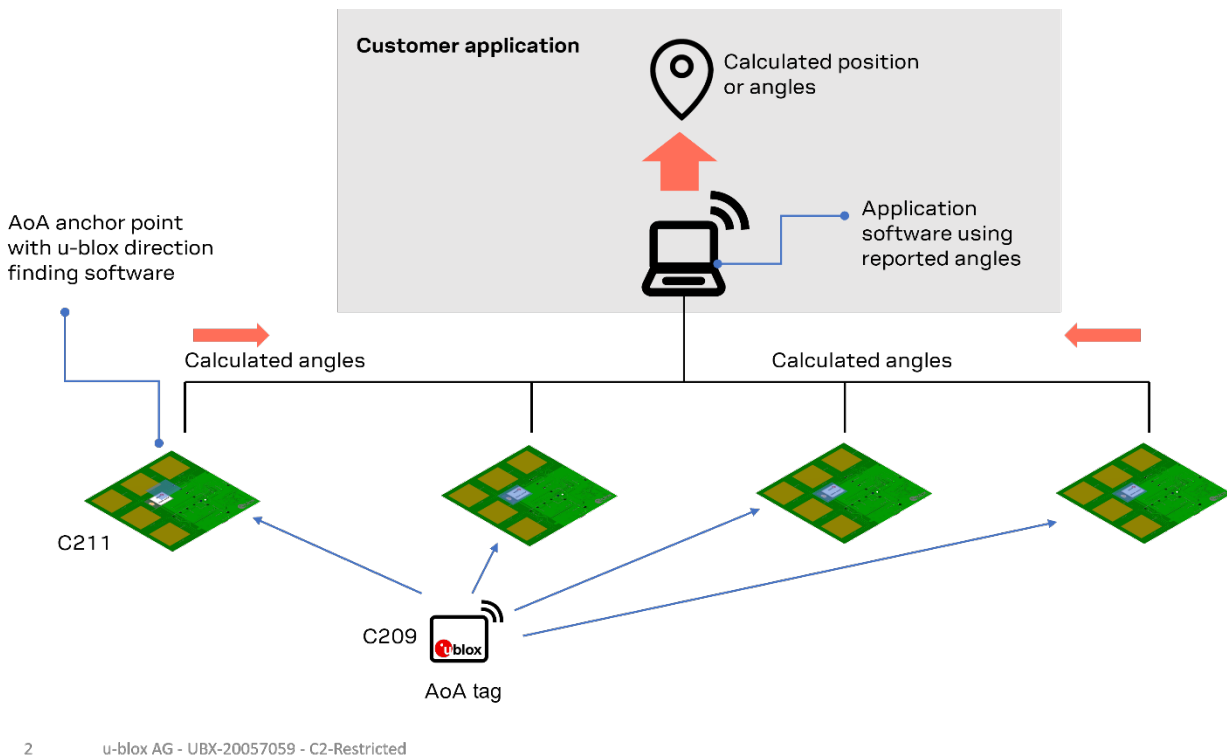 Customer application
Calculated position
or angles
AoA anchor point
with u-blox direction
finding software
Application
software using
reported angles
Calculated angles
Calculated angles
C211
C209
ublox
AoA tag
2 u-blox AG - UBX-20057059 - C2-Restricted